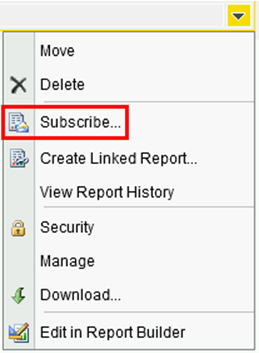 Move
Delete
Subscribe...
Create Linked Report...
View Report History
Security
Manage
Download...
Edit in Report Builder